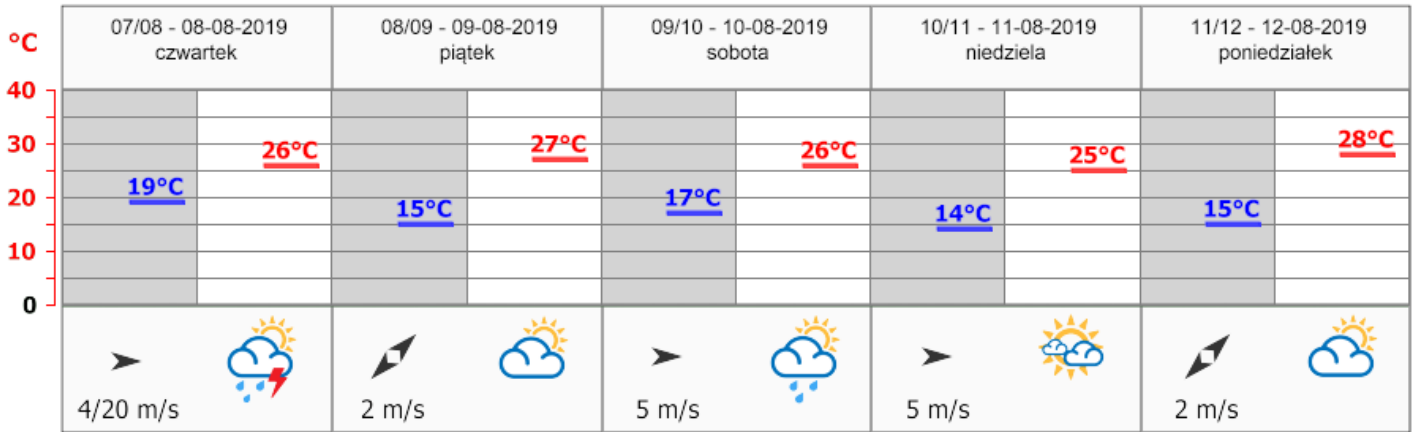 °C
07/08 - 08-08-2019
czwartek
08/09 - 09-08-2019
piątek
09/10 - 10-08-2019
sobota
10/11 - 11-08-2019
niedziela
11/12 - 12-08-2019
poniedziałek
40
30
20
10
0
19°C
26°C
15°C
27°C
17°C
26°C
14°C
25°C
15°C
28°C
4/20 m/s
2 m/s
5 m/s
5 m/s
2 m/s